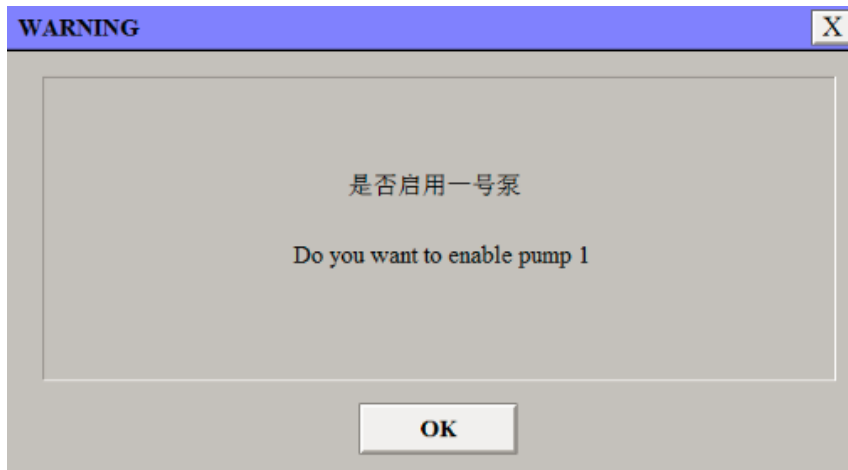 WARNING
X
是否启用一号泵
Do you want to enable pump 1
OK